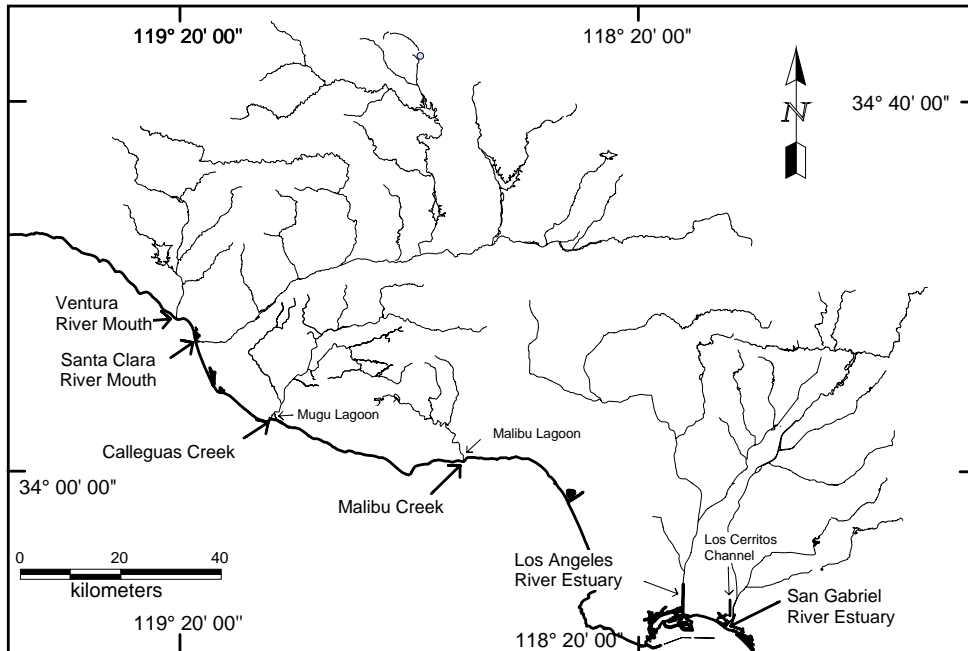 119° 20' 00"
118° 20' 00"
N
34° 40' 00"
Ventura
River Mouth
Santa Clara
River Mouth
Mugu Lagoon
Calleguas Creek
Malibu Lagoon
34° 00' 00"
Malibu Creek
Los Cerritos
Channel
Los Angeles
River Estuary
0 20 40
kilometers
San Gabriel
River Estuary
119° 20' 00"
118° 20' 00"